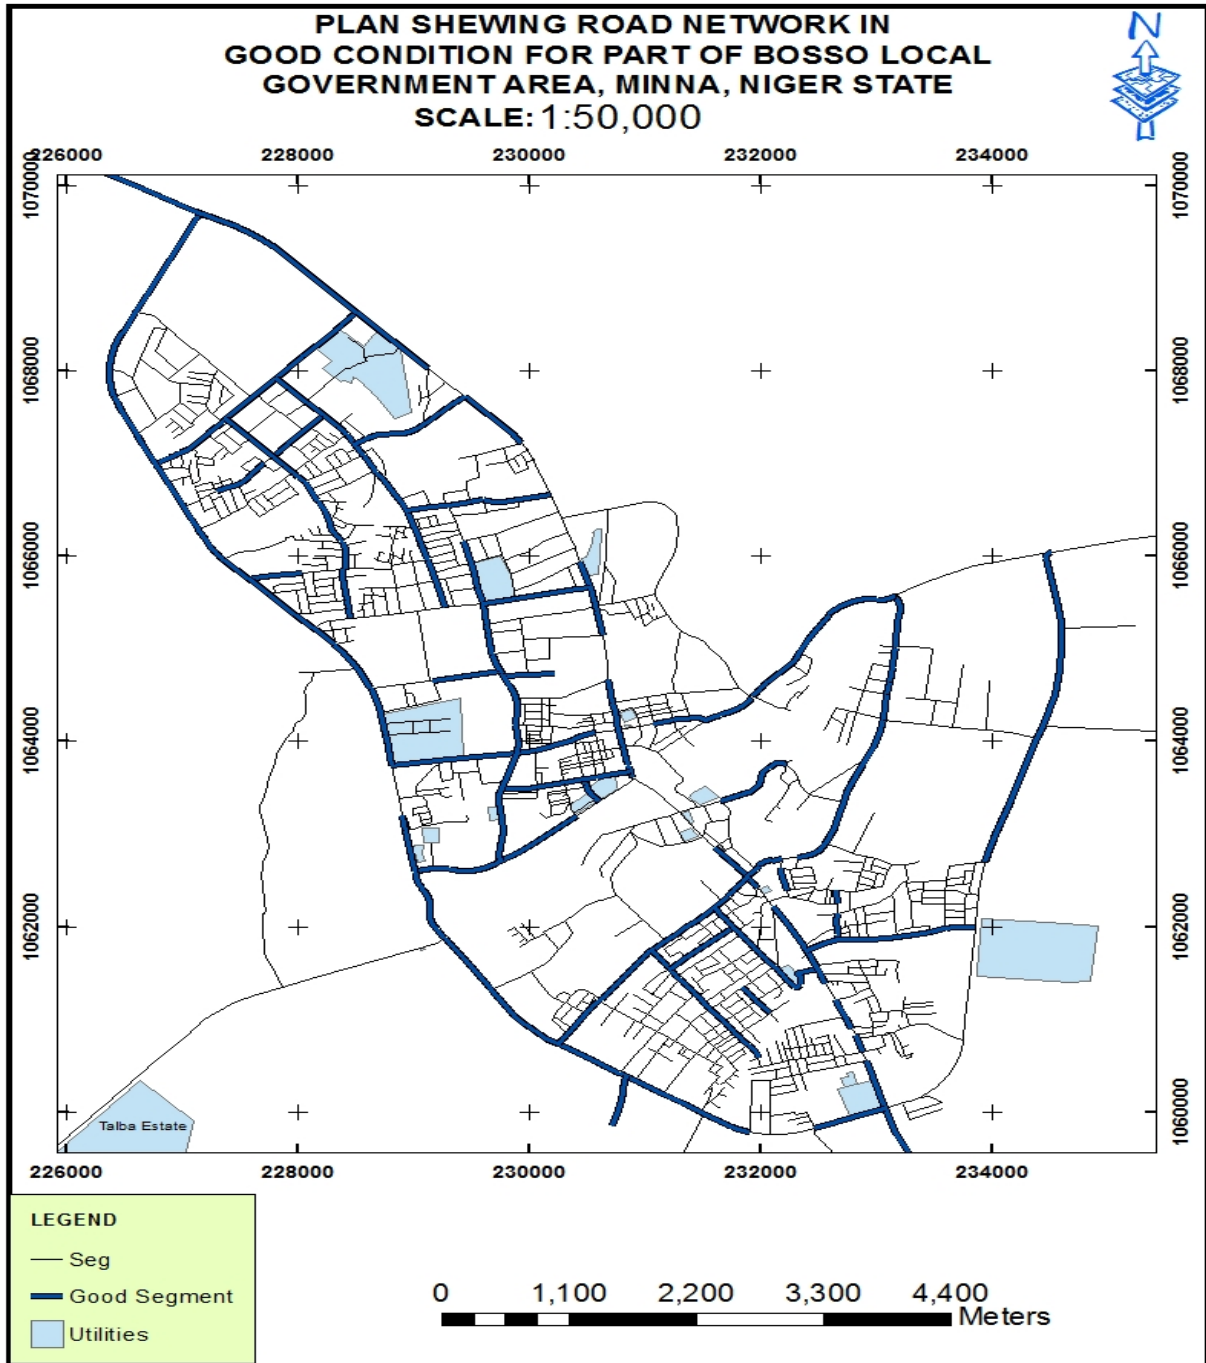 PLAN SHEWING ROAD NETWORK IN
GOOD CONDITION FOR PART OF BOSSO LOCAL
GOVERNMENT AREA, MINNA, NIGER STATE
SCALE: 1:50,000
N
226000 228000 230000 232000 234000
1070000 1070000
1068000 1068000
1066000 1066000
1064000 1064000
1062000 1062000
1060000 1060000
Talba Estate
226000 228000 230000 232000 234000
LEGEND
Seg
Good Segment
Utilities
0 1,100 2,200 3,300 4,400
Meters